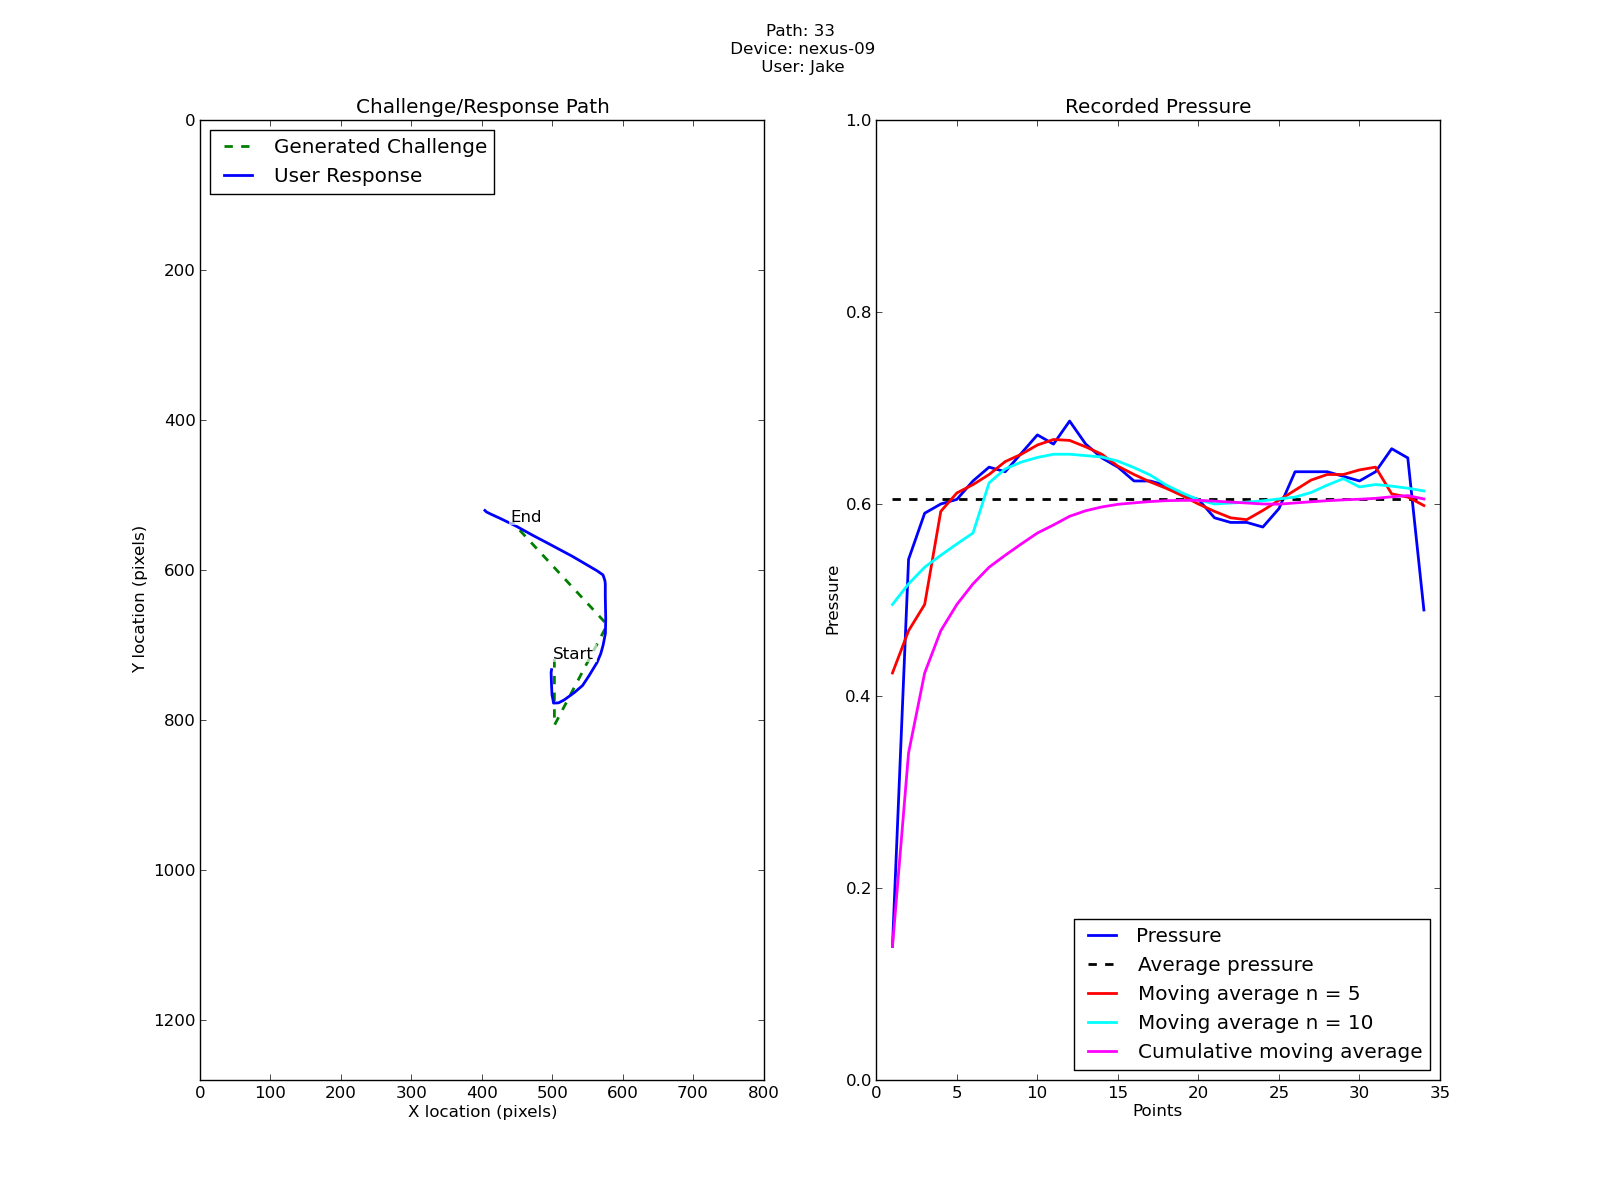 Path: 33
Device: nexus-09
User: Jake
Challenge/Response Path
0
200
400
600
800
1000
1200
Y location (pixels)
Generated Challenge
User Response
End
Start
0 100 200 300 400 500 600 700 800
X location (pixels)
Recorded Pressure
1.0
0.8
0.6
0.4
0.2
0.0
Pressure
Pressure
Average pressure
Moving average n = 5
Moving average n = 10
Cumulative moving average
0 5 10 15 20 25 30 35
Points